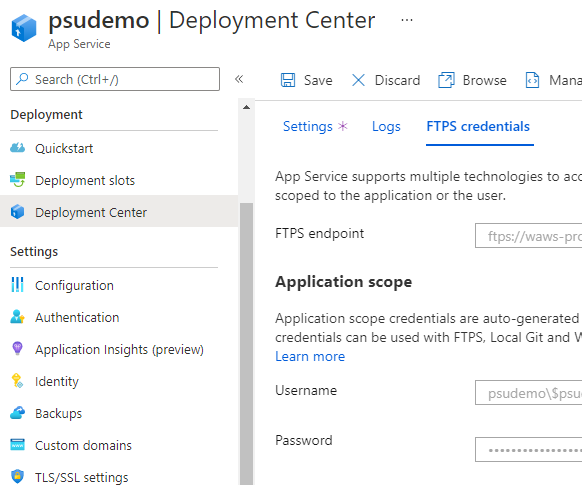 psudemo | Deployment Center ...
App Service
Search (Ctrl+/)
«
Save
Discard
Browse
Mana
Deployment
Quickstart
Deployment slots
Deployment Center
Settings
Configuration
Authentication
Application Insights (preview)
Identity
Backups
Custom domains
TLS/SSL settings
Settings *
Logs
FTPS credentials
App Service supports multiple technologies to acc
scoped to the application or the user.
FTPS endpoint
ftps://waws-pro
Application scope
Application scope credentials are auto-generated
credentials can be used with FTPS, Local Git and W
Learn more
Username
psudemo\$psu
Password